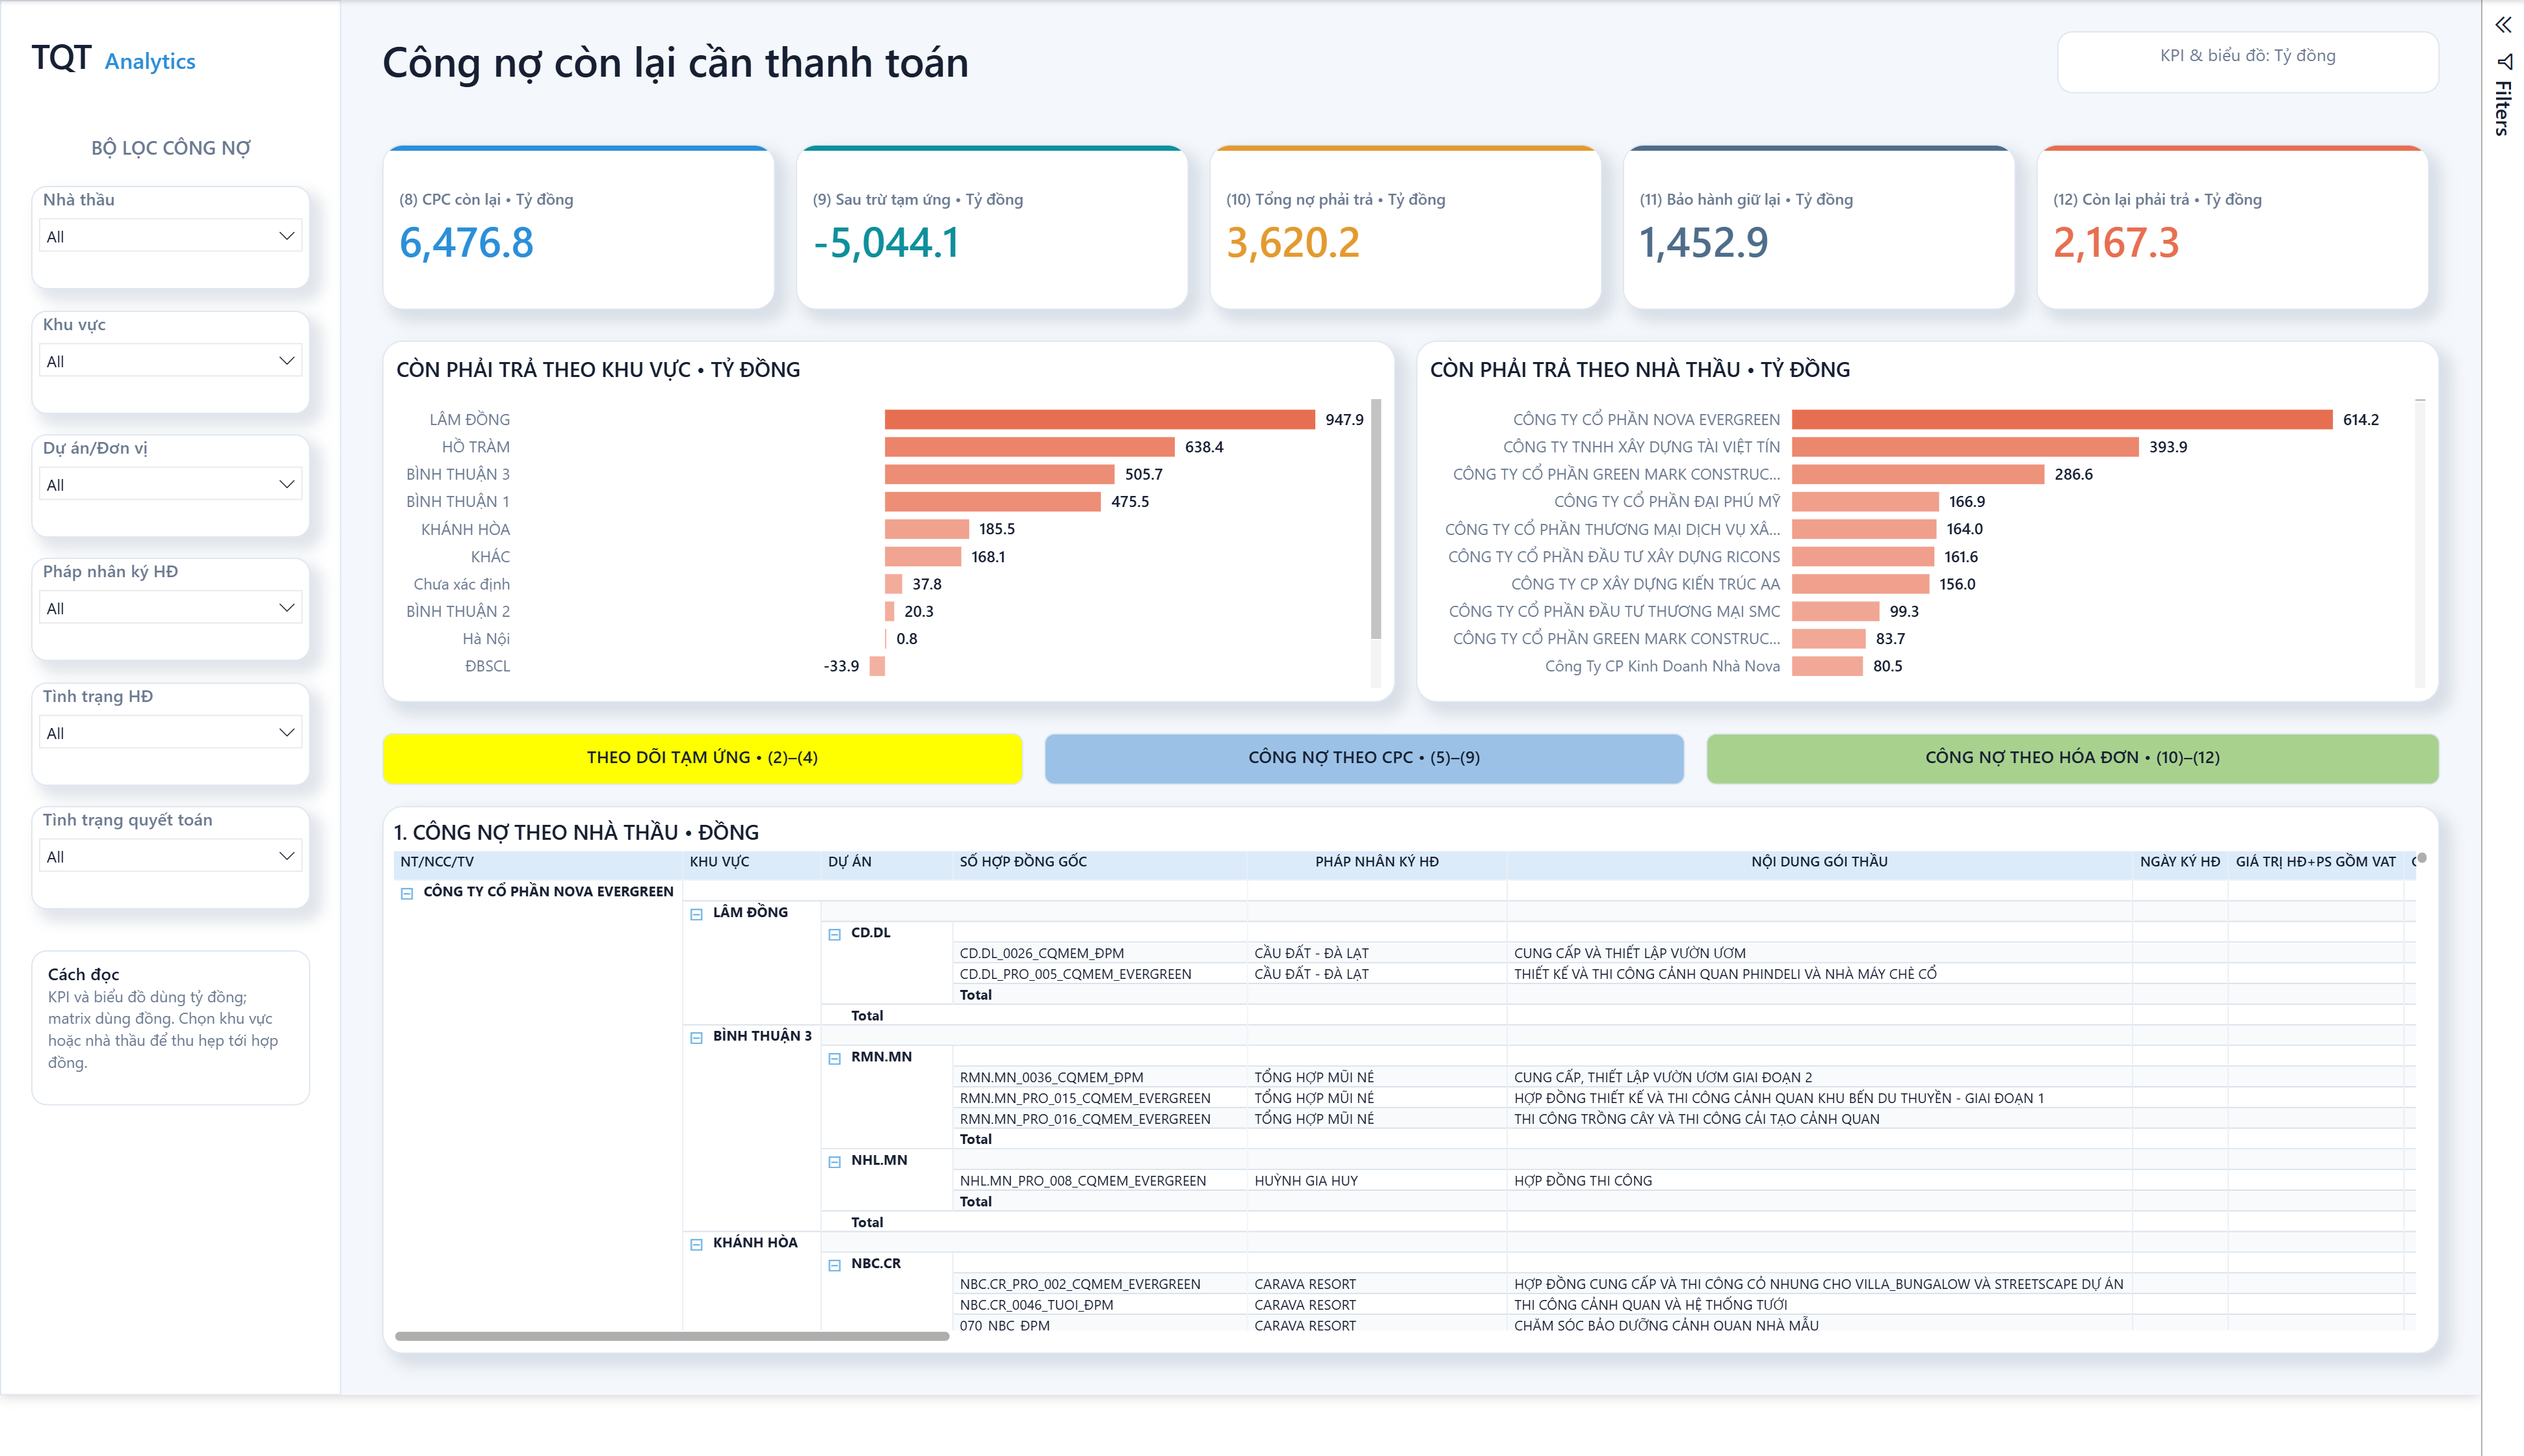 TQT Analytics
BỘ LỌC CÔNG NỢ
Nhà thầu
All
Khu vực
All
Dự án/Đơn vị
All
Pháp nhân ký HĐ
All
Tình trạng HĐ
All
Tình trạng quyết toán
All
Cách đọc
KPI và biểu đồ dùng tỷ đồng;
matrix dùng đồng. Chọn khu vực
hoặc nhà thầu để thu hẹp tới hợp
đồng.
Công nợ còn lại cần thanh toán
KPI & biểu đồ: Tỷ đồng
(8) CPC còn lại • Tỷ đồng
6,476.8
(9) Sau trừ tạm ứng • Tỷ đồng
-5,044.1
(10) Tổng nợ phải trả • Tỷ đồng
3,620.2
(11) Bảo hành giữ lại • Tỷ đồng
1,452.9
(12) Còn lại phải trả • Tỷ đồng
2,167.3
CÒN PHẢI TRẢ THEO KHU VỰC • TỶ ĐỒNG
LÂM ĐỒNG 947.9
HỒ TRÀM 638.4
BÌNH THUẬN 3 505.7
BÌNH THUẬN 1 475.5
KHÁNH HÒA 185.5
KHÁC 168.1
Chưa xác định 37.8
BÌNH THUẬN 2 20.3
Hà Nội 0.8
ĐBSCL -33.9
CÒN PHẢI TRẢ THEO NHÀ THẦU • TỶ ĐỒNG
CÔNG TY CỔ PHẦN NOVA EVERGREEN 614.2
CÔNG TY TNHH XÂY DỰNG TÀI VIỆT TÍN 393.9
CÔNG TY CỔ PHẦN GREEN MARK CONSTRUC... 286.6
CÔNG TY CỔ PHẦN ĐẠI PHÚ MỸ 166.9
CÔNG TY CỔ PHẦN THƯƠNG MẠI DỊCH VỤ XÂ... 164.0
CÔNG TY CỔ PHẦN ĐẦU TƯ XÂY DỰNG RICONS 161.6
CÔNG TY CP XÂY DỰNG KIẾN TRÚC AA 156.0
CÔNG TY CỔ PHẦN ĐẦU TƯ THƯƠNG MẠI SMC 99.3
CÔNG TY CỔ PHẦN GREEN MARK CONSTRUC... 83.7
Công Ty CP Kinh Doanh Nhà Nova 80.5
THEO DÕI TẠM ỨNG • (2)–(4)
CÔNG NỢ THEO CPC • (5)–(9)
CÔNG NỢ THEO HÓA ĐƠN • (10)–(12)
1. CÔNG NỢ THEO NHÀ THẦU • ĐỒNG
NT/NCC/TV KHU VỰC DỰ ÁN SỐ HỢP ĐỒNG GỐC PHÁP NHÂN KÝ HĐ NỘI DUNG GÓI THẦU NGÀY KÝ HĐ GIÁ TRỊ HĐ+PS GỒM VAT
CÔNG TY CỔ PHẦN NOVA EVERGREEN
LÂM ĐỒNG
CD.DL
CD.DL_0026_CQMEM_ĐPM CẦU ĐẤT - ĐÀ LẠT CUNG CẤP VÀ THIẾT LẬP VƯỜN ƯƠM
CD.DL_PRO_005_CQMEM_EVERGREEN CẦU ĐẤT - ĐÀ LẠT THIẾT KẾ VÀ THI CÔNG CẢNH QUAN PHINDELI VÀ NHÀ MÁY CHÈ CỔ
Total
Total
BÌNH THUẬN 3
RMN.MN
RMN.MN_0036_CQMEM_ĐPM TỔNG HỢP MŨI NÉ CUNG CẤP, THIẾT LẬP VƯỜN ƯƠM GIAI ĐOẠN 2
RMN.MN_PRO_015_CQMEM_EVERGREEN TỔNG HỢP MŨI NÉ HỢP ĐỒNG THIẾT KẾ VÀ THI CÔNG CẢNH QUAN KHU BẾN DU THUYỀN - GIAI ĐOẠN 1
RMN.MN_PRO_016_CQMEM_EVERGREEN TỔNG HỢP MŨI NÉ THI CÔNG TRỒNG CÂY VÀ THI CÔNG CẢI TẠO CẢNH QUAN
Total
NHL.MN
NHL.MN_PRO_008_CQMEM_EVERGREEN HUỲNH GIA HUY HỢP ĐỒNG THI CÔNG
Total
Total
KHÁNH HÒA
NBC.CR
NBC.CR_PRO_002_CQMEM_EVERGREEN CARAVA RESORT HỢP ĐỒNG CUNG CẤP VÀ THI CÔNG CỎ NHUNG CHO VILLA_BUNGALOW VÀ STREETSCAPE DỰ ÁN
NBC.CR_0046_TUOI_ĐPM CARAVA RESORT THI CÔNG CẢNH QUAN VÀ HỆ THỐNG TƯỚI
070_NBC_ĐPM CARAVA RESORT CHĂM SÓC BẢO DƯỠNG CẢNH QUAN NHÀ MẪU
Filters